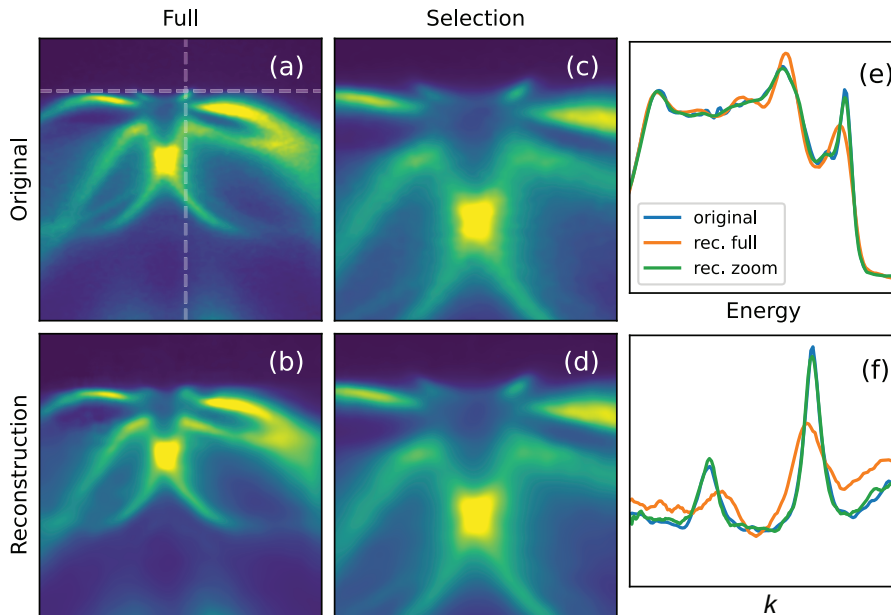 Full
Selection
Original
Reconstruction
(a)
(c)
(e)
original
rec. full
rec. zoom
Energy
(b)
(d)
(f)
k